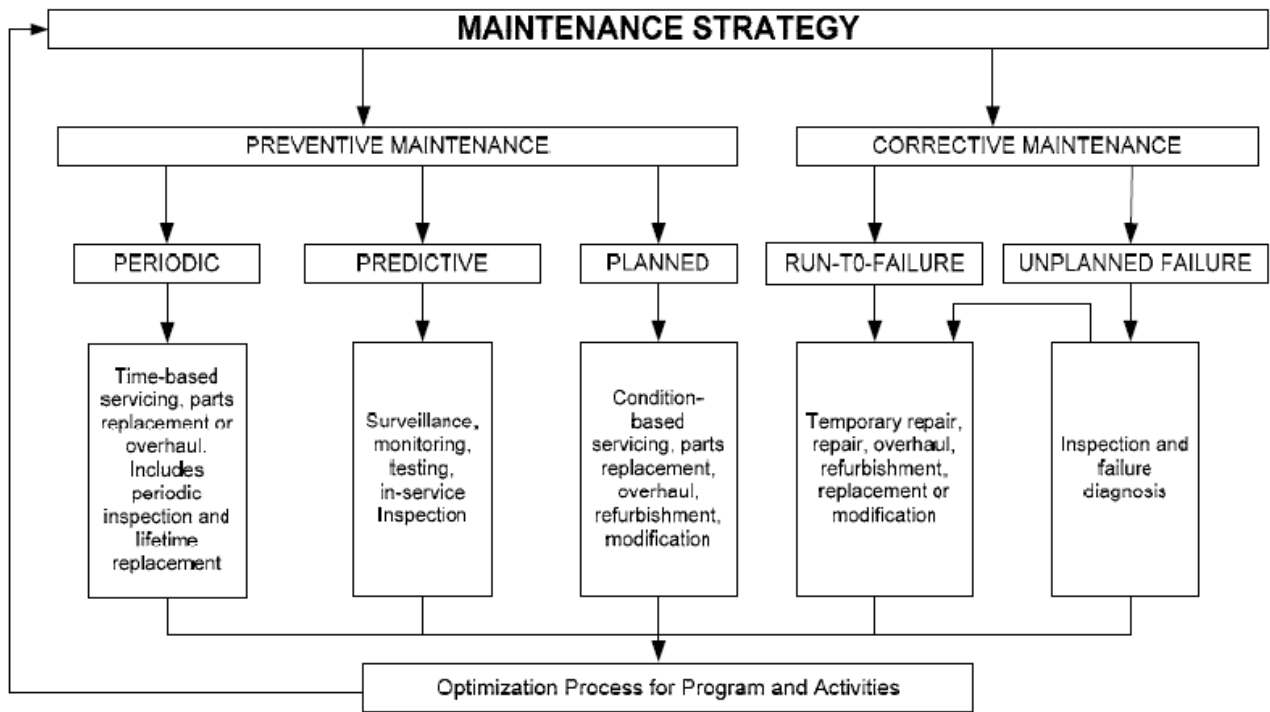 MAINTENANCE STRATEGY
PREVENTIVE MAINTENANCE
CORRECTIVE MAINTENANCE
PERIODIC
PREDICTIVE
PLANNED
RUN-T0-FAILURE
UNPLANNED FAILURE
Time-based
servicing, parts
replacement or
overhaul.
Includes
periodic
inspection and
lifetime
replacement
Surveillance,
monitoring,
testing,
in-service
Inspection
Condition-
based
servicing, parts
replacement,
overhaul,
refurbishment,
modification
Temporary repair,
repair, overhaul,
refurbishment,
replacement or
modification
Inspection and
failure
diagnosis
Optimization Process for Program and Activities